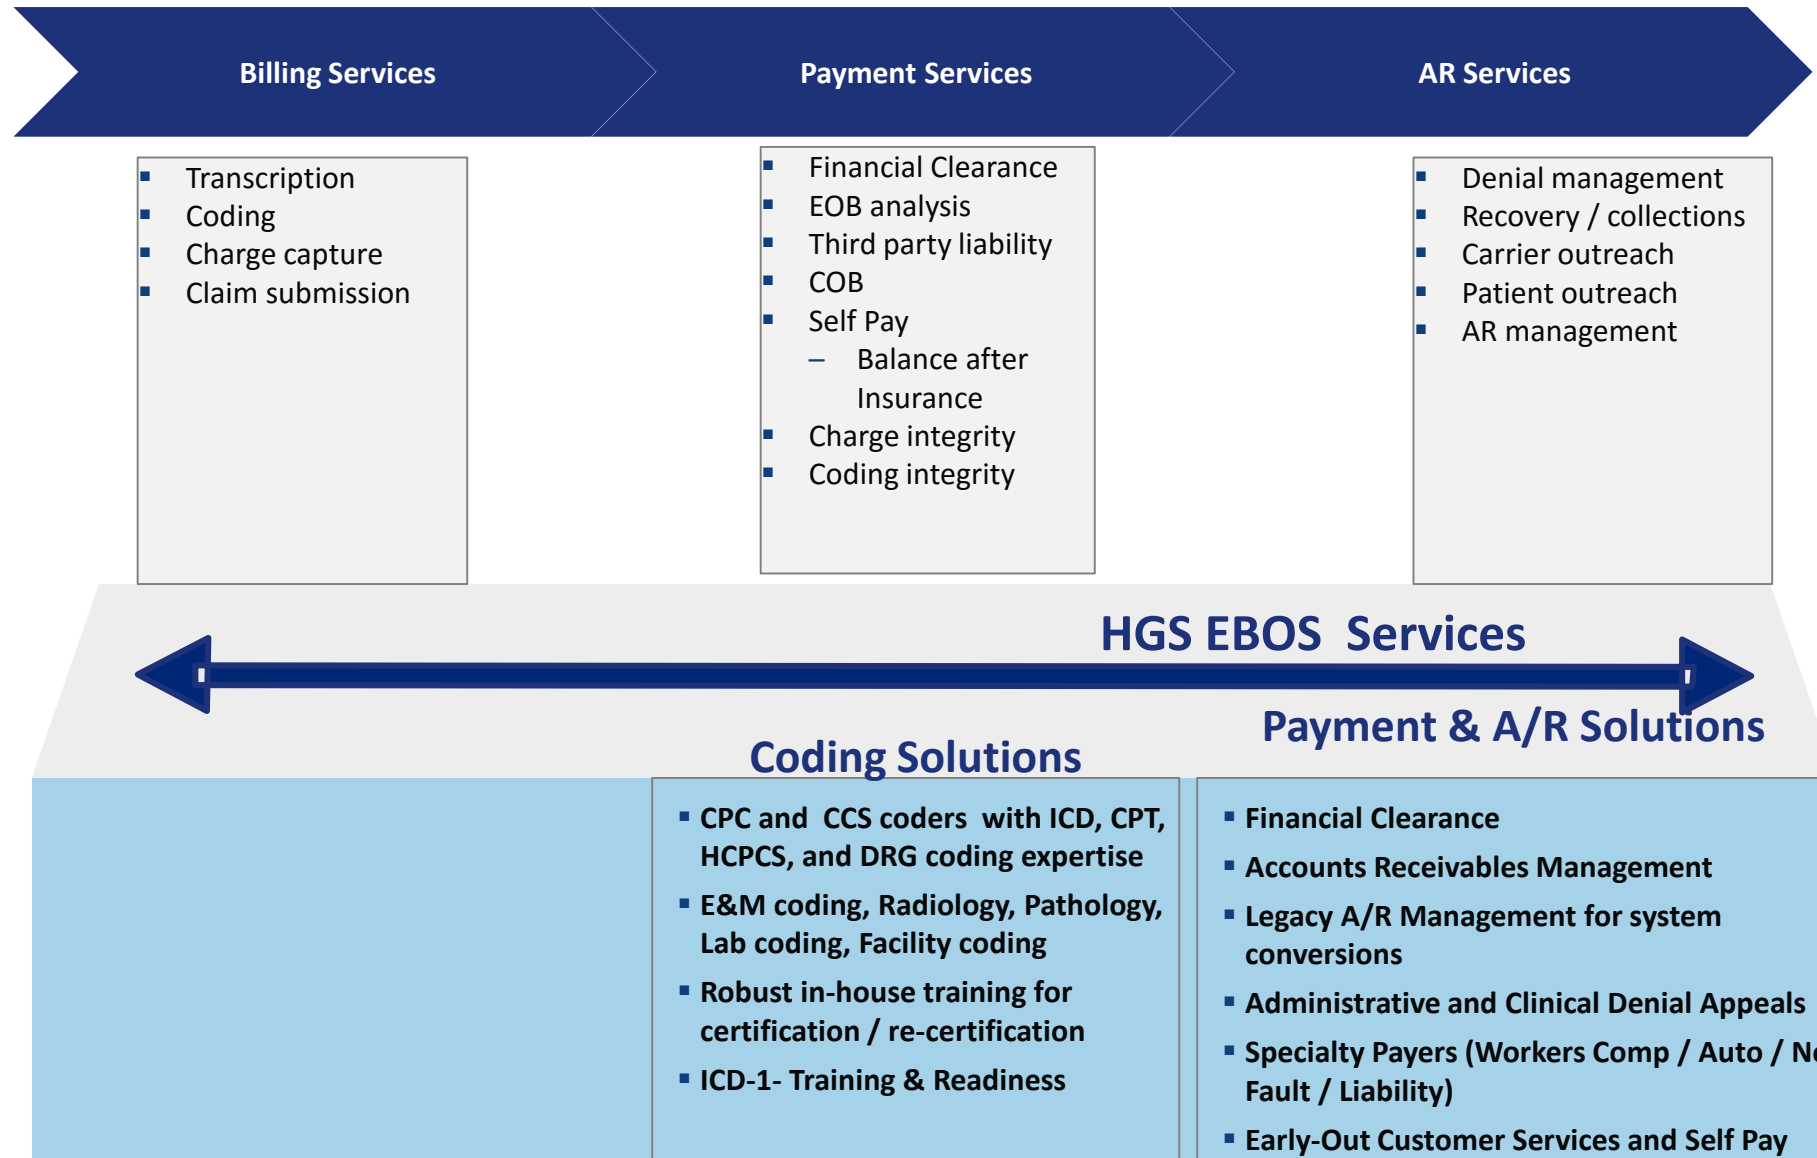 Billing Services
Payment Services
AR Services
Transcription
Coding
Charge capture
Claim submission
Financial Clearance
EOB analysis
Third party liability
COB
Self Pay
– Balance after
Insurance
Charge integrity
Coding integrity
Denial management
Recovery / collections
Carrier outreach
Patient outreach
AR management
HGS EBOS Services
Payment & A/R Solutions
Coding Solutions
CPC and CCS coders with ICD, CPT,
HCPCS, and DRG coding expertise
E&M coding, Radiology, Pathology,
Lab coding, Facility coding
Robust in-house training for
certification / re-certification
ICD-1- Training & Readiness
Financial Clearance
Accounts Receivables Management
Legacy A/R Management for system
conversions
Administrative and Clinical Denial Appeals
Specialty Payers (Workers Comp / Auto /
Fault / Liability)
Early-Out Customer Services and Self Pay